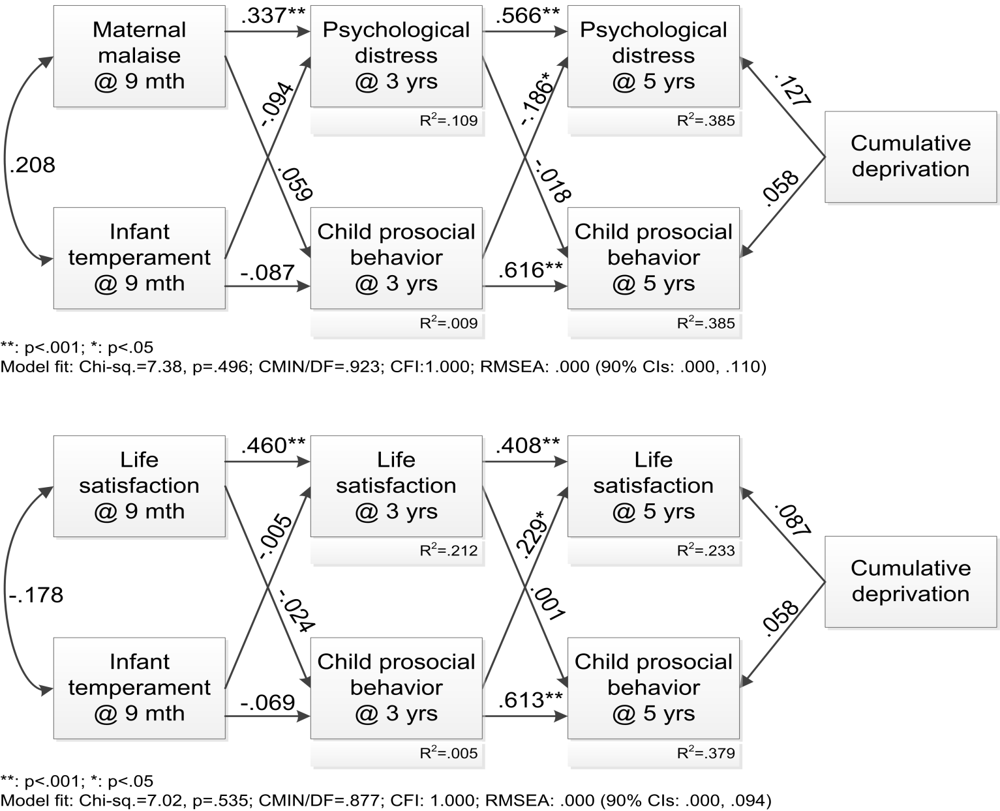 Maternal
malaise
@ 9 mth
.337**
Psychological
distress
@ 3 yrs
R²=.109
.566**
Psychological
distress
@ 5 yrs
R²=.385
-.094
.059
-.186*
-.018
.127
.058
Cumulative
deprivation
.208
Infant
temperament
@ 9 mth
-.087
Child prosocial
behavior
@ 3 yrs
R²=.009
.616**
Child prosocial
behavior
@ 5 yrs
R²=.385
**: p<.001; *: p<.05
Model fit: Chi-sq.=7.38, p=.496; CMIN/DF=.923; CFI:1.000; RMSEA: .000 (90% CIs: .000, .110)
Life
satisfaction
@ 9 mth
.460**
Life
satisfaction
@ 3 yrs
R²=.212
.408**
Life
satisfaction
@ 5 yrs
R²=.233
-.005
-.024
.229*
.001
.087
.058
Cumulative
deprivation
-.178
Infant
temperament
@ 9 mth
-.069
Child prosocial
behavior
@ 3 yrs
R²=.005
.613**
Child prosocial
behavior
@ 5 yrs
R²=.379
**: p<.001; *: p<.05
Model fit: Chi-sq.=7.02, p=.535; CMIN/DF=.877; CFI: 1.000; RMSEA: .000 (90% CIs: .000, .094)